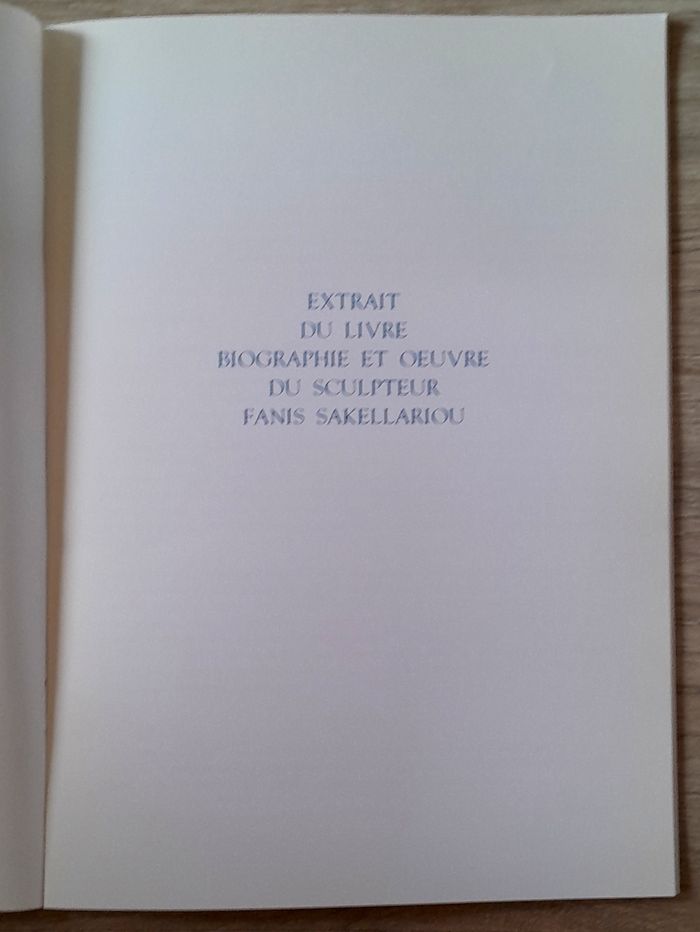 EXTRAIT
DU LIVRE
BIOGRAPHIE ET OEUVRE
DU SCULPTEUR
FANIS SAKELLARIOU